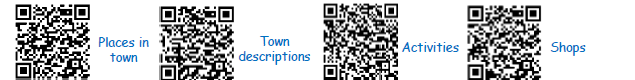 Places in
town
Town
descriptions
Activities
Shops